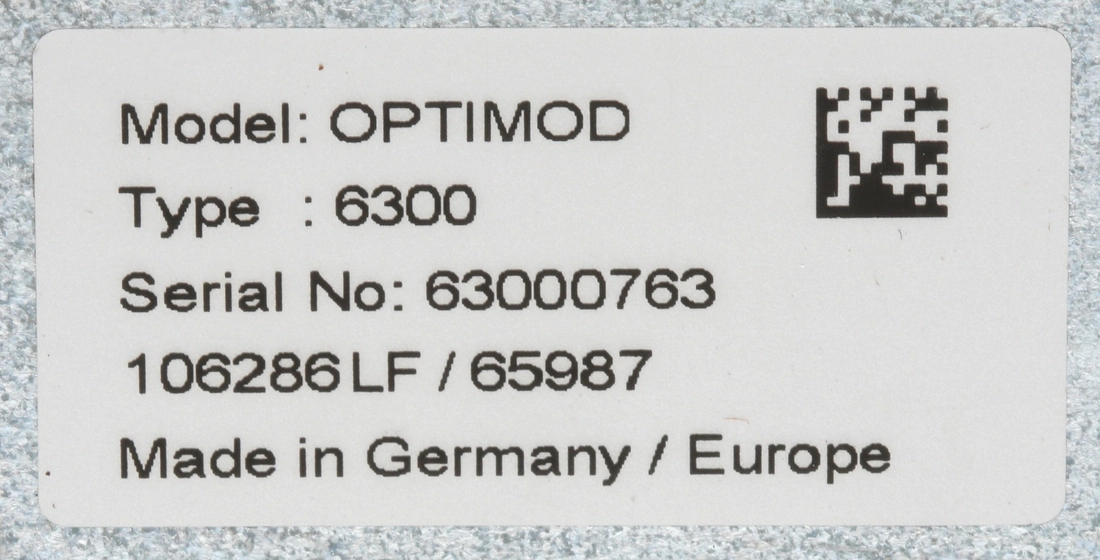 Model: OPTIMOD
Type : 6300
Serial No: 63000763
106286LF / 65987
Made in Germany / Europe